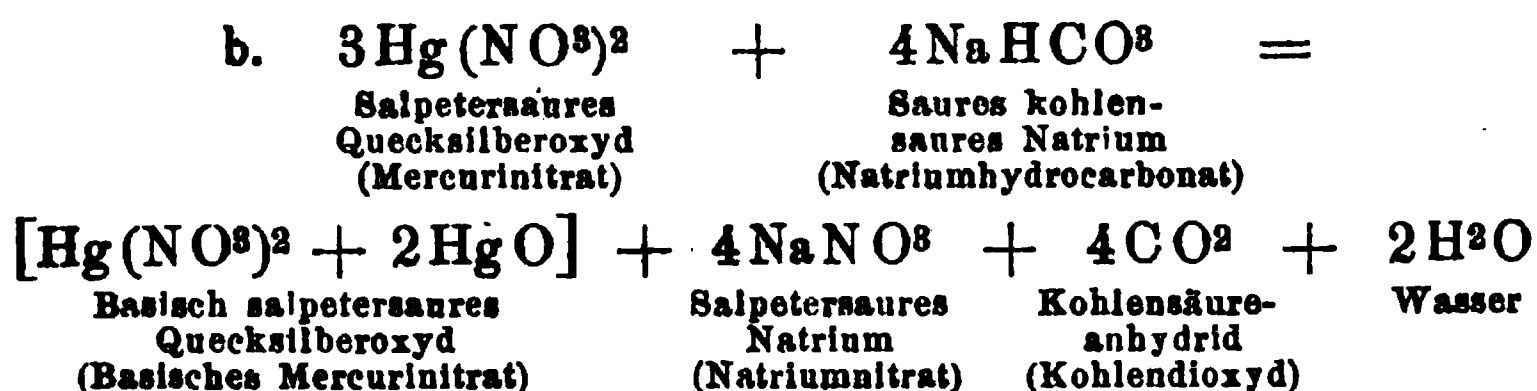 b. 3Hg(NO³)² + 4NaHCO³ =
Salpetersaures Saures kohlen-
Quecksilberoxyd saures Natrium
(Mercurinitrat) (Natriumhydrocarbonat)
[Hg(NO³)² + 2HgO] + 4NaNO³ + 4CO² + 2H²O
Basisch salpetersaures Salpetersaures Kohlensäure- Wasser
Quecksilberoxyd Natrium anhydrid
(Basisches Mercurinitrat) (Natriumnitrat) (Kohlendioxyd)